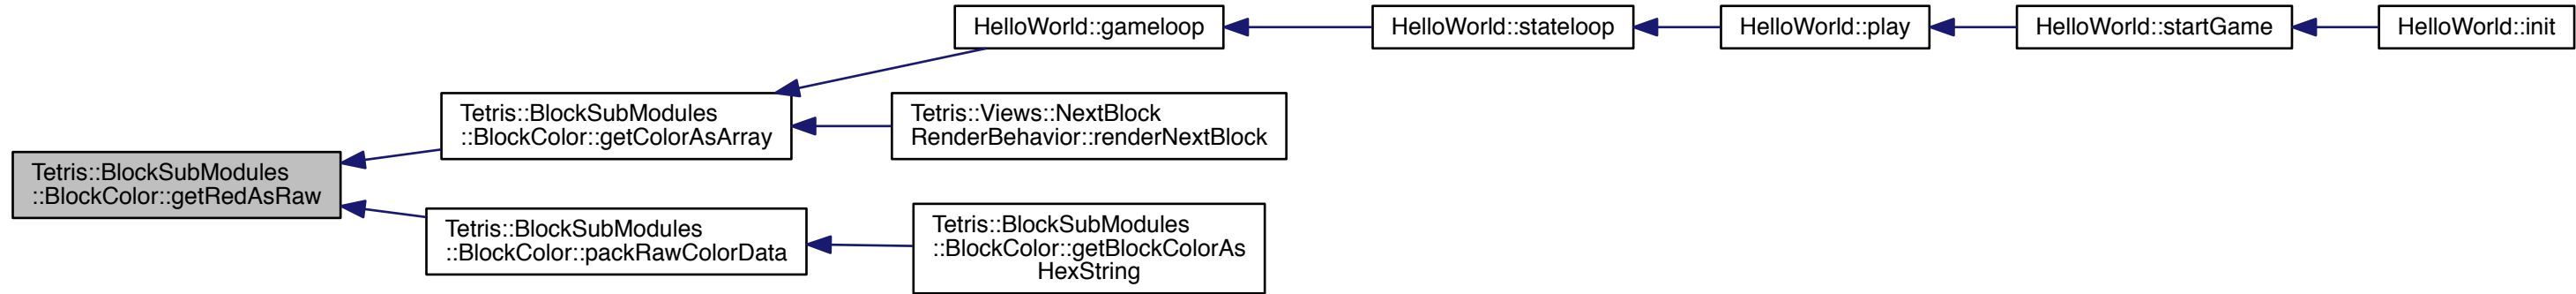 HelloWorld::gameloop
HelloWorld::stateloop
HelloWorld::play
HelloWorld::startGame
HelloWorld::init
Tetris::BlockSubModules
::BlockColor::getColorAsArray
Tetris::Views::NextBlock
RenderBehavior::renderNextBlock
Tetris::BlockSubModules
::BlockColor::getRedAsRaw
Tetris::BlockSubModules
::BlockColor::packRawColorData
Tetris::BlockSubModules
::BlockColor::getBlockColorAs
HexString